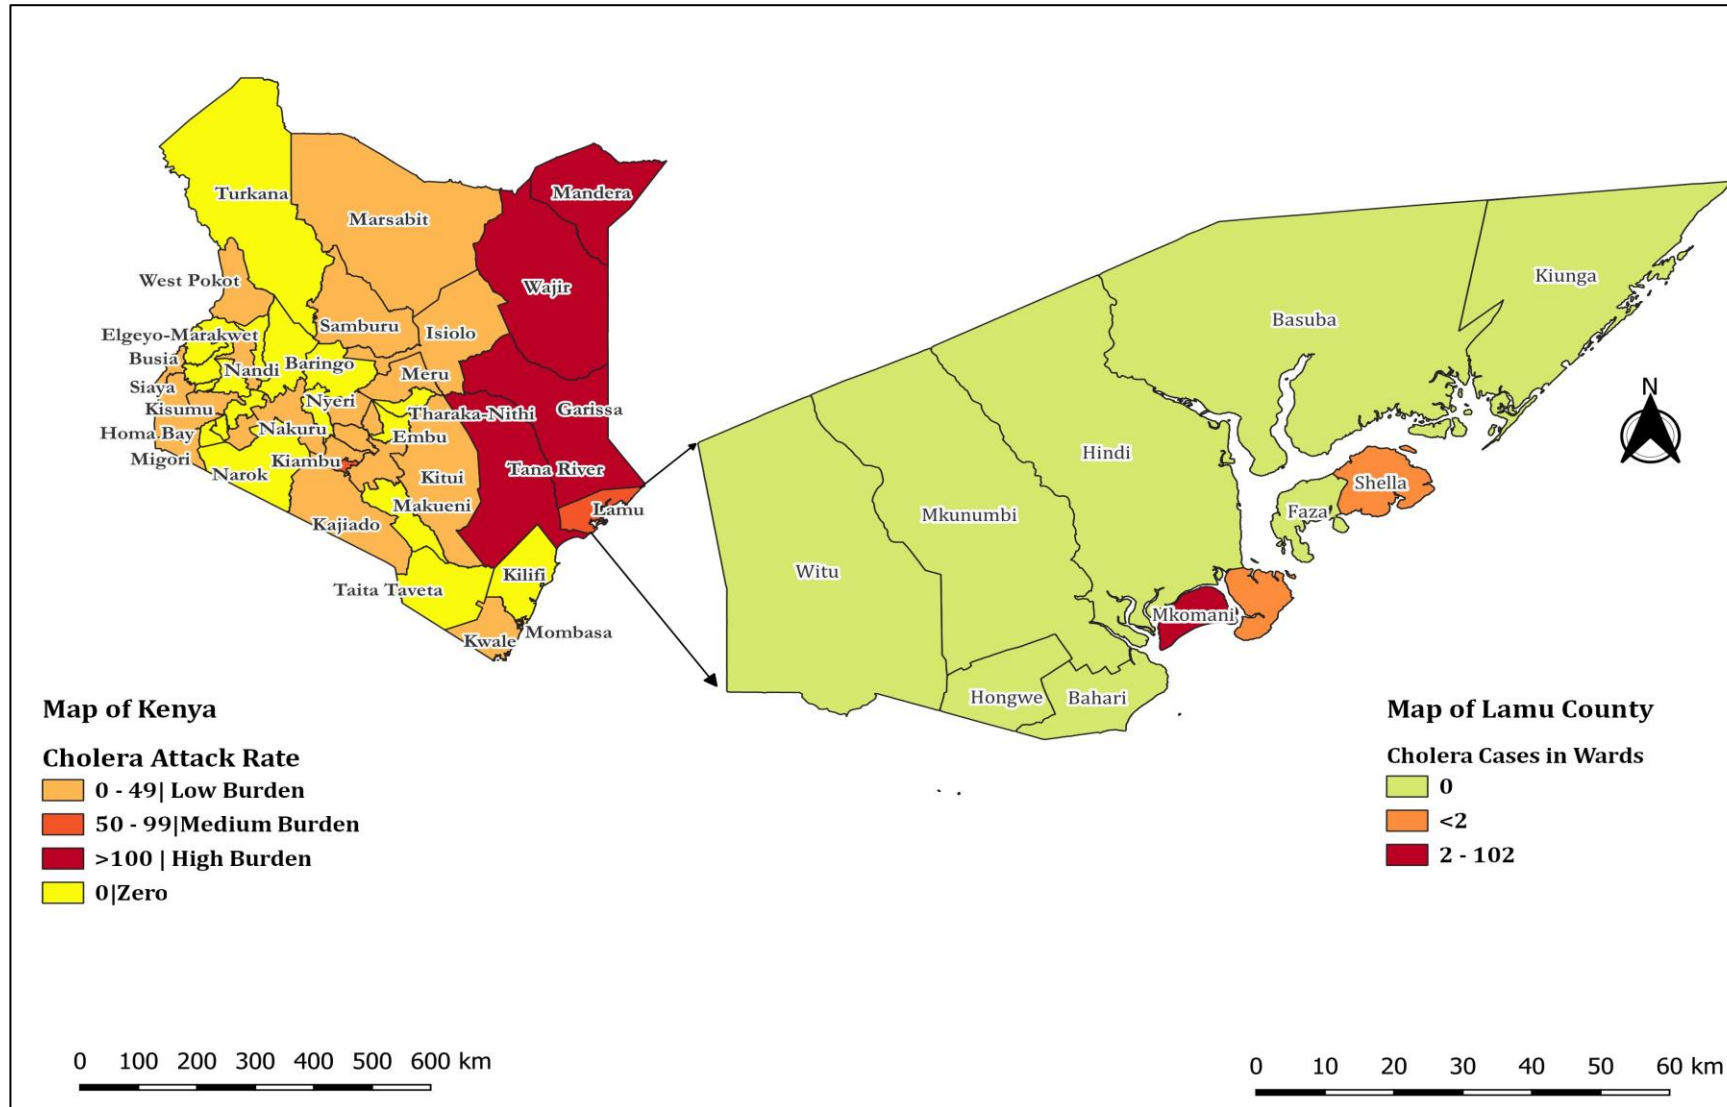 Turkana
Marsabit
Mandera
Wajir
West Pokot
Samburu
Isiolo
Elgeyo-Marakwet
Busia
Nandi
Baringo
Meru
Siaya
Kisumu
Nyeri
Tharaka-Nithi
Garissa
Homa Bay
Nakuru
Embu
Migori
Narok
Kiambu
Kitui
Tana River
Kajiado
Makueni
Lamu
Taita Taveta
Kilifi
Kwale
Mombasa
Kiunga
Basuba
N
Hindi
Shella
Faza
Mkunumbi
Witu
Mkomani
Hongwe
Bahari
Map of Kenya
Cholera Attack Rate
0 - 49| Low Burden
50 - 99|Medium Burden
>100 | High Burden
0|Zero
Map of Lamu County
Cholera Cases in Wards
0
<2
2 - 102
0 100 200 300 400 500 600 km
0 10 20 30 40 50 60 km